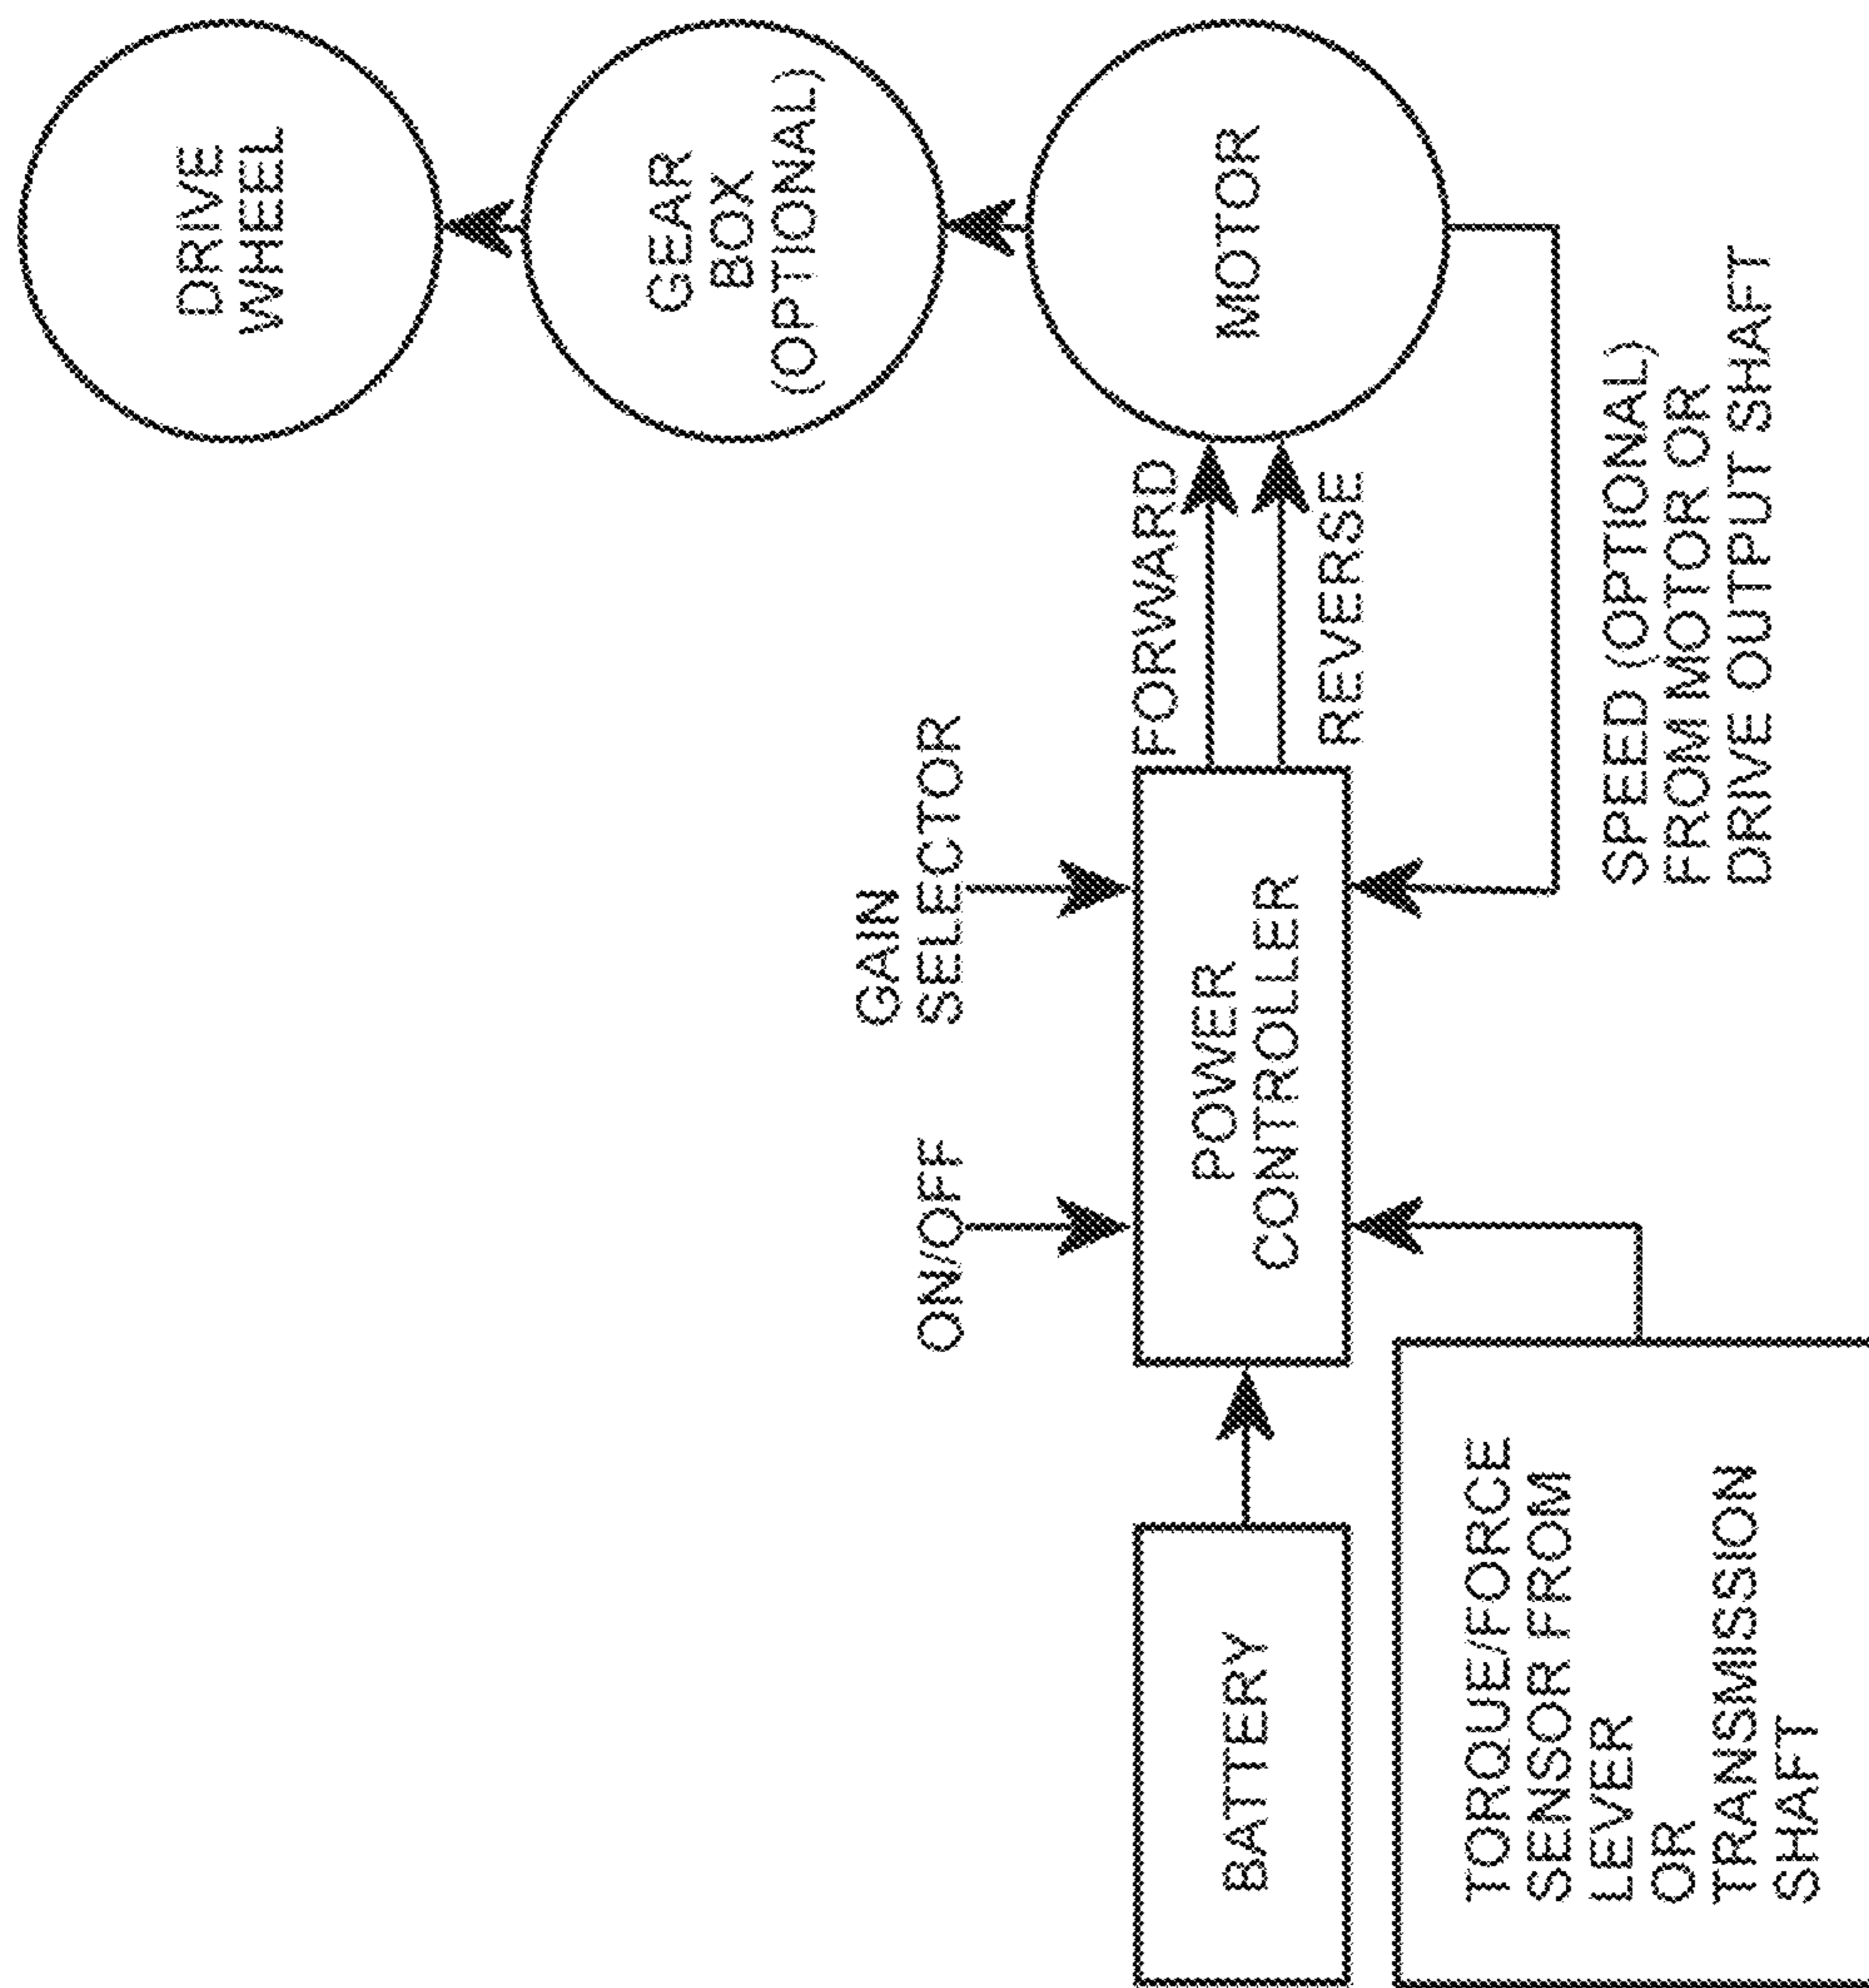 DRIVE
WHEEL
GEAR
BOX
(OPTIONAL)
MOTOR
FORWARD
REVERSE
GAIN
SELECTOR
ON/OFF
POWER
CONTROLLER
SPEED (OPTIONAL)
FROM MOTOR OR
DRIVE OUTPUT SHAFT
BATTERY
TORQUE/FORCE
SENSOR FROM
LEVER
OR
TRANSMISSION
SHAFT